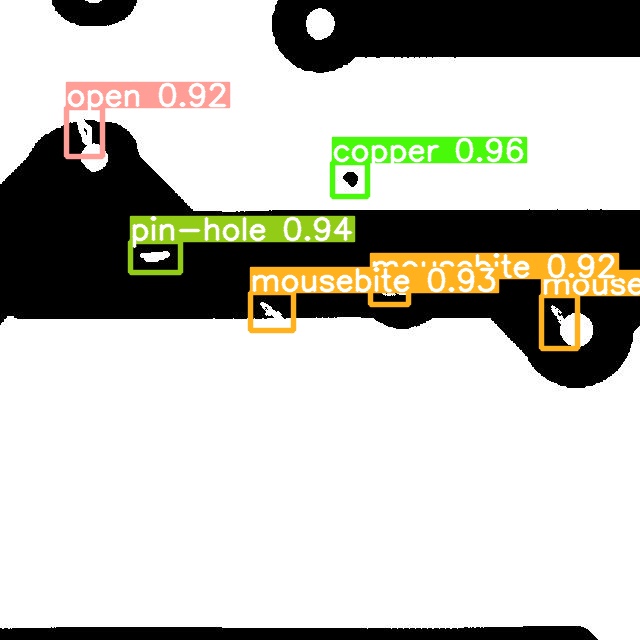 open 0.92
copper 0.96
pin-hole 0.94
mousebite 0.92
mousebite 0.93
mouse